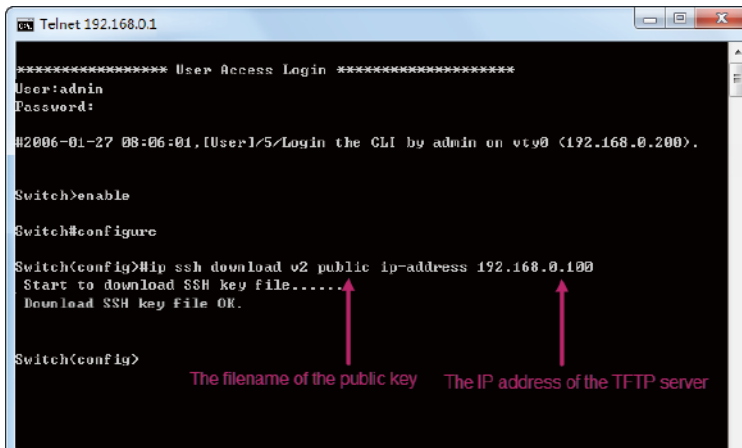 Telnet 192.168.0.1
***************** User Access Login ********************
User:admin
Password:
#2006-01-27 08:06:01,[User]/5/Login the CLI by admin on vty0 (192.168.0.200).
Switch>enable
Switch#configure
Switch(config)#ip ssh download v2 public ip-address 192.168.0.100
Start to download SSH key file......
Download SSH key file OK.
Switch(config)
The filename of the public key The IP address of the TFTP server